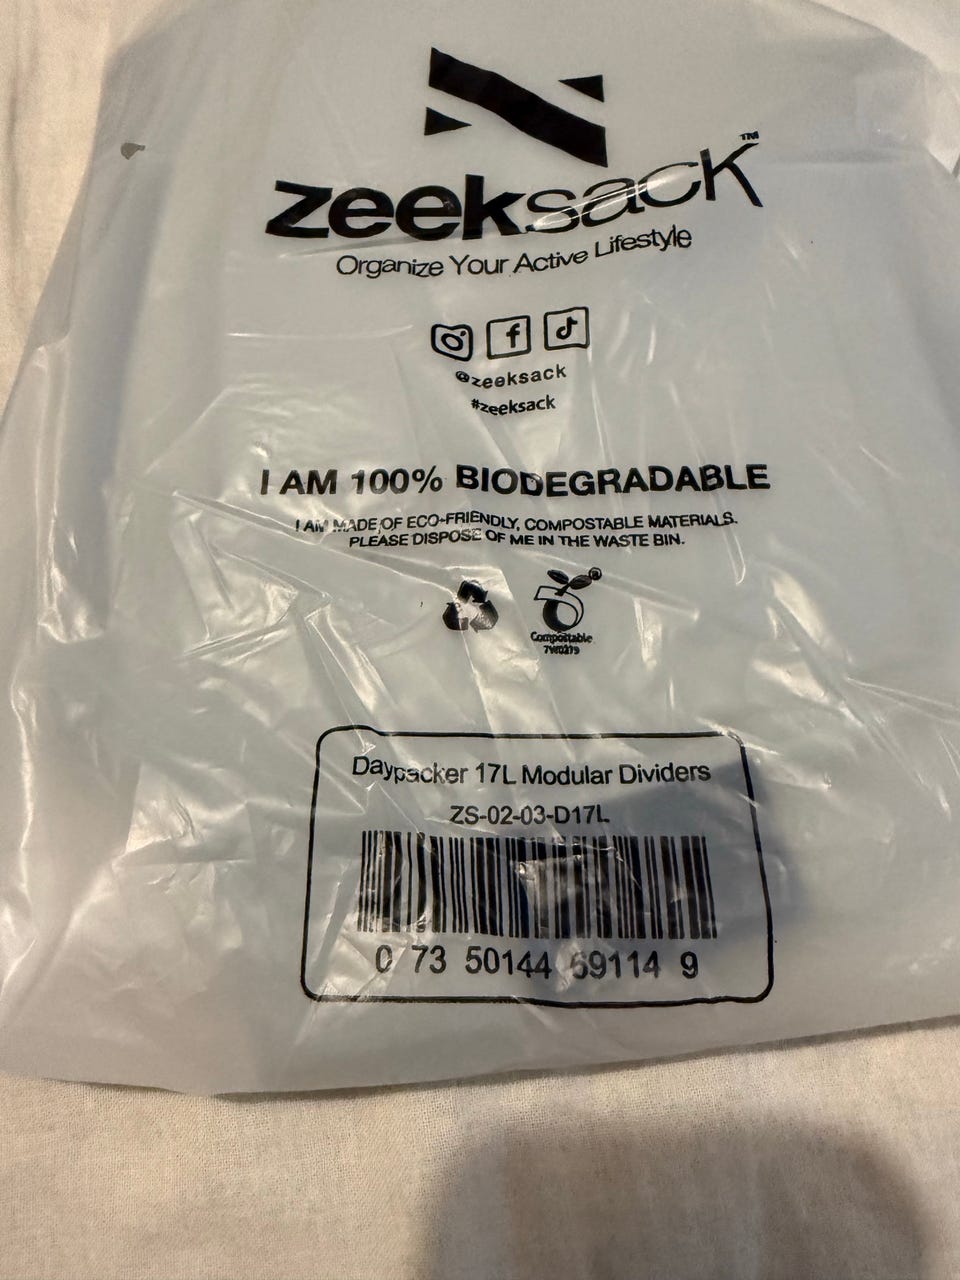 zeeksack™
Organize Your Active Lifestyle
@zeeksack
#zeeksack
I AM 100% BIODEGRADABLE
I AM MADE OF ECO-FRIENDLY, COMPOSTABLE MATERIALS.
PLEASE DISPOSE OF ME IN THE WASTE BIN.
Compostable
Daypacker 17L Modular Dividers
ZS-02-03-D17L
0 73 50144 69114 9